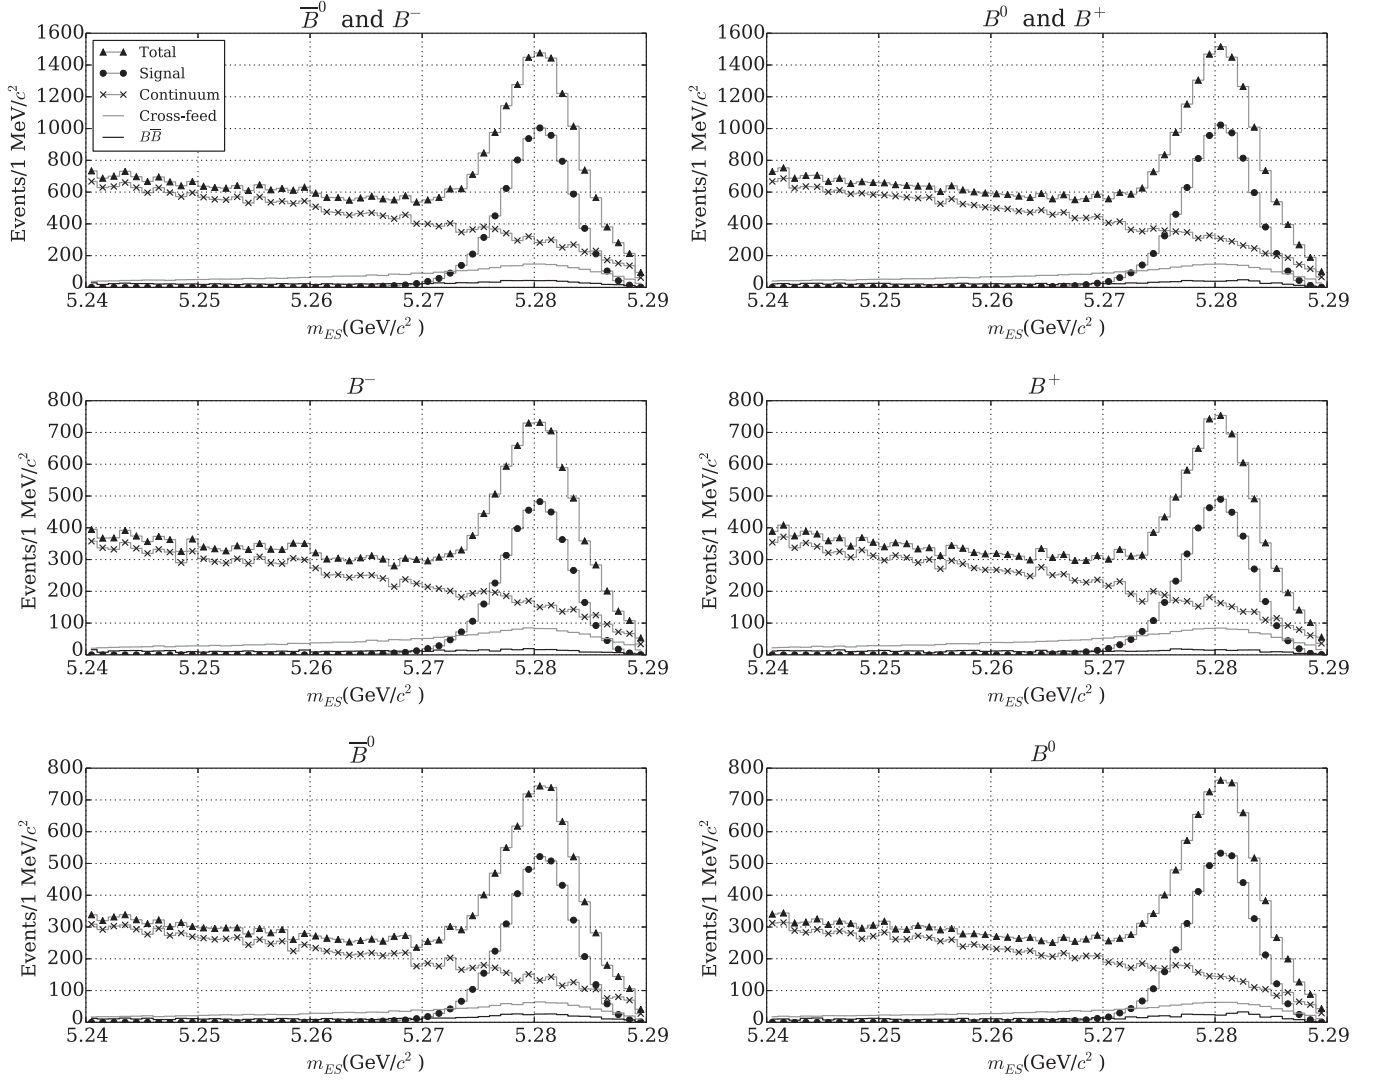 B̅⁰ and B⁻
Events/1 MeV/c²
1600
1400
1200
1000
800
600
400
200
0
Total
Signal
Continuum
Cross-feed
BB̅
5.24 5.25 5.26 5.27 5.28 5.29
m_ES(GeV/c² )
B⁰ and B⁺
Events/1 MeV/c²
1600
1400
1200
1000
800
600
400
200
0
5.24 5.25 5.26 5.27 5.28 5.29
m_ES(GeV/c² )
B⁻
Events/1 MeV/c²
800
700
600
500
400
300
200
100
0
5.24 5.25 5.26 5.27 5.28 5.29
m_ES(GeV/c² )
B⁺
Events/1 MeV/c²
800
700
600
500
400
300
200
100
0
5.24 5.25 5.26 5.27 5.28 5.29
m_ES(GeV/c² )
B̅⁰
Events/1 MeV/c²
800
700
600
500
400
300
200
100
0
5.24 5.25 5.26 5.27 5.28 5.29
m_ES(GeV/c² )
B⁰
Events/1 MeV/c²
800
700
600
500
400
300
200
100
0
5.24 5.25 5.26 5.27 5.28 5.29
m_ES(GeV/c² )